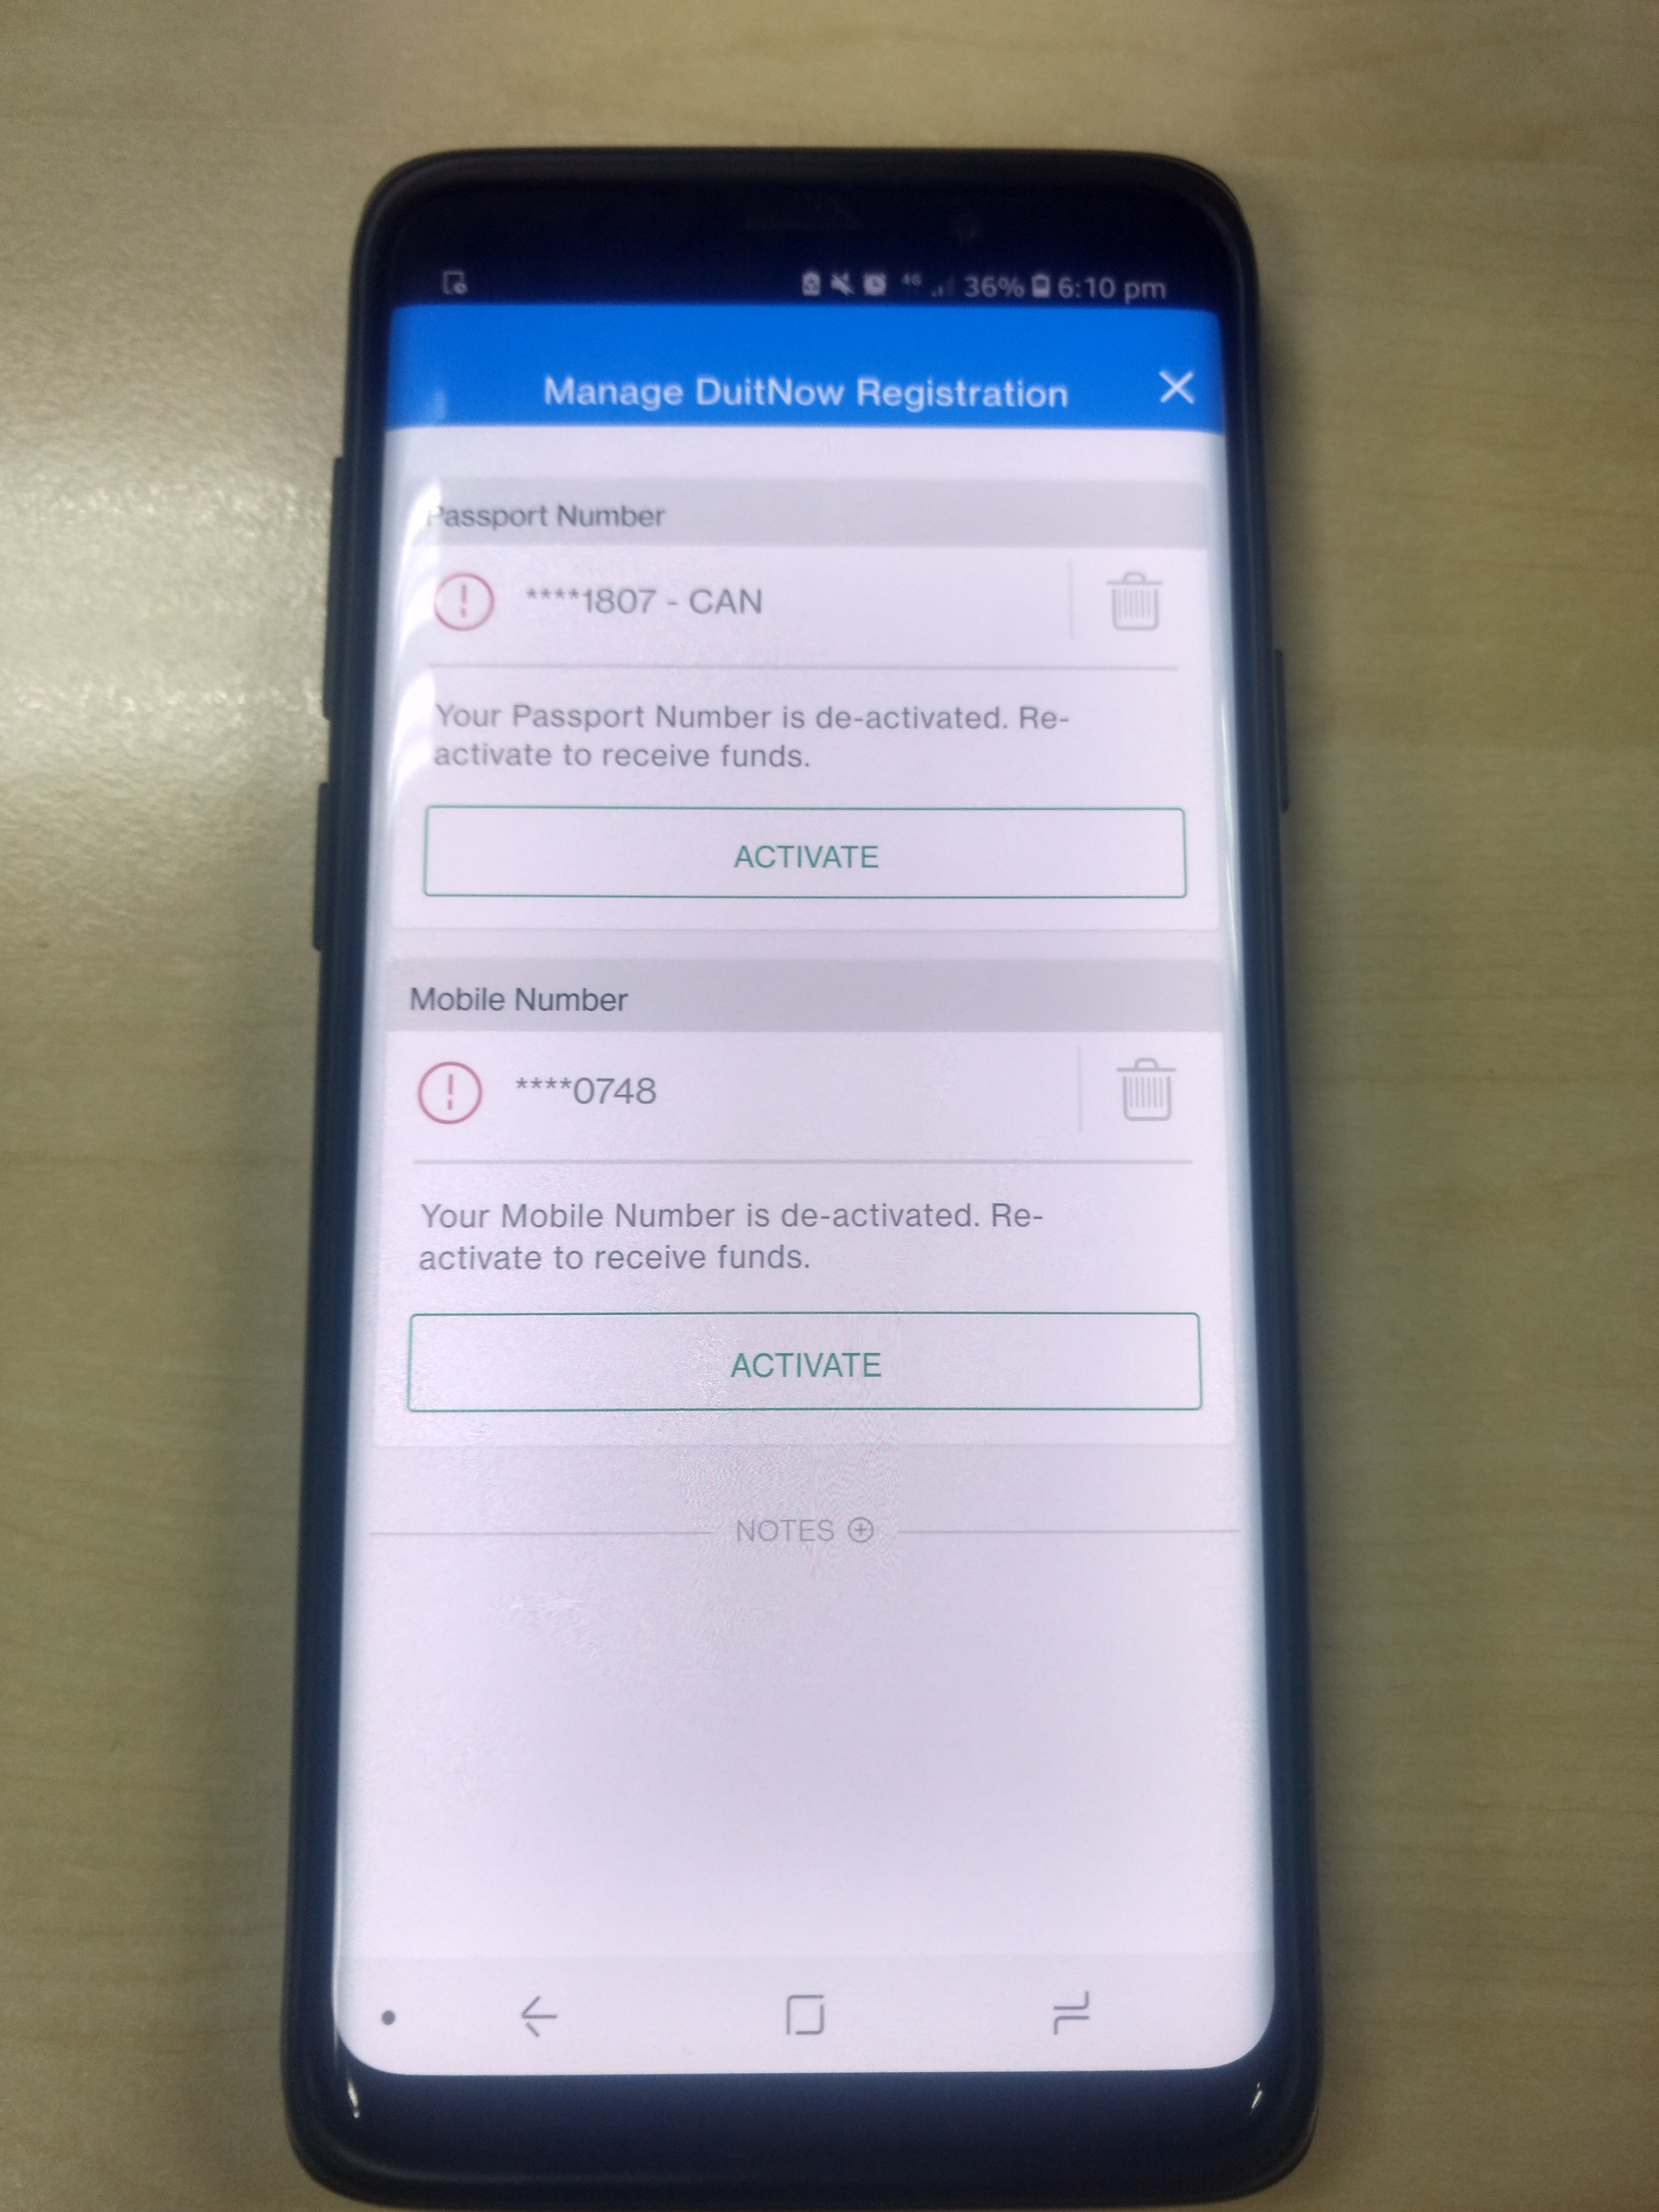 4G 36% 6:10 pm
Manage DuitNow Registration
Passport Number
****1807 - CAN
Your Passport Number is de-activated. Re-
activate to receive funds.
ACTIVATE
Mobile Number
****0748
Your Mobile Number is de-activated. Re-
activate to receive funds.
ACTIVATE
NOTES